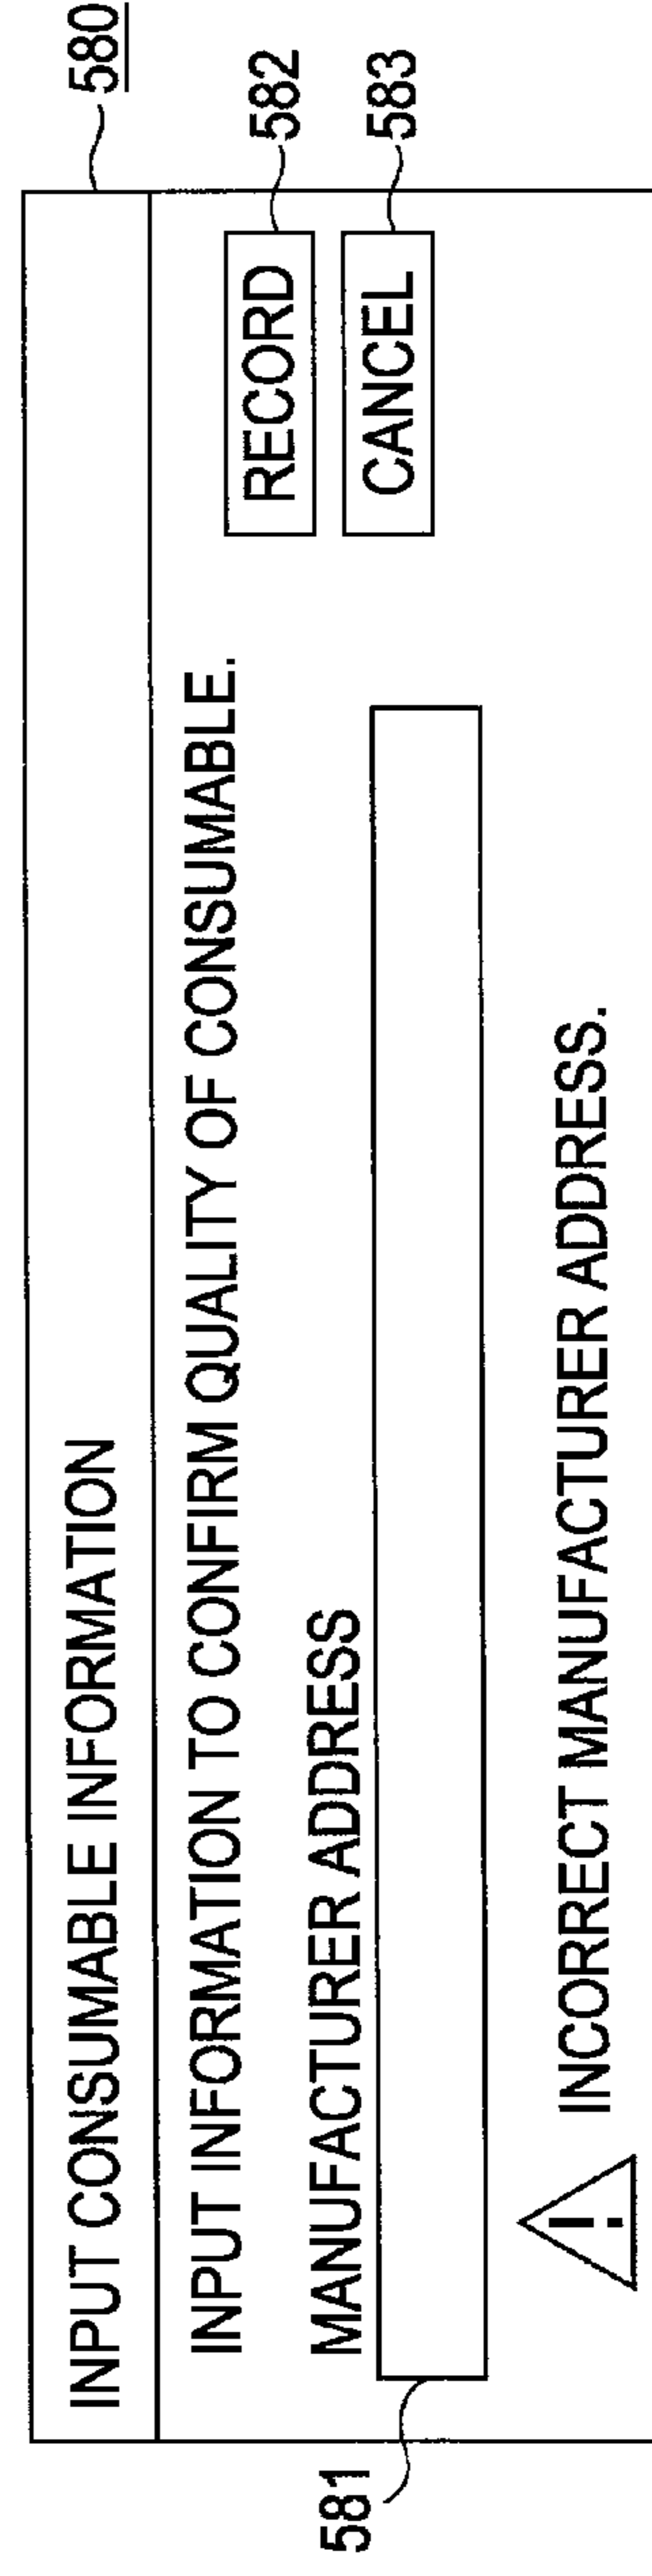 580
INPUT CONSUMABLE INFORMATION
INPUT INFORMATION TO CONFIRM QUALITY OF CONSUMABLE.
RECORD
582
MANUFACTURER ADDRESS
CANCEL
583
581
INCORRECT MANUFACTURER ADDRESS.